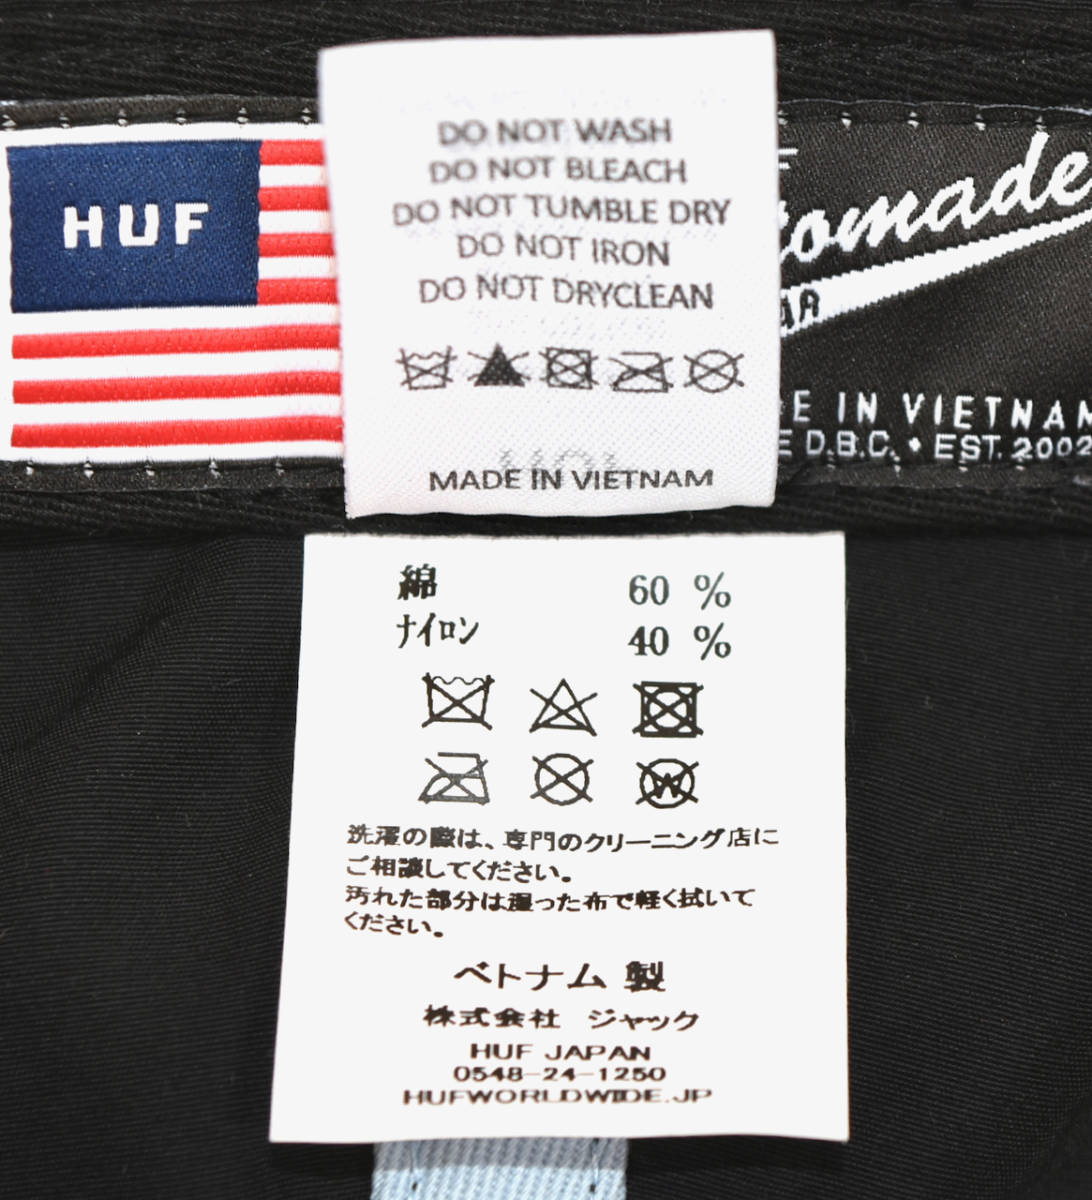 HUF
DO NOT WASH
DO NOT BLEACH
DO NOT TUMBLE DRY
DO NOT IRON
DO NOT DRYCLEAN
MADE IN VIETNAM
E IN VIETNAM
E D.B.C. • EST. 2002
綿 60 %
ナイロン 40 %
W
洗濯の際は、専門のクリーニング店に
ご相談してください。
汚れた部分は湿った布で軽く拭いて
ください。
ベトナム 製
株式会社 ジャック
HUF JAPAN
0548-24-1250
HUFWORLDWIDE.JP